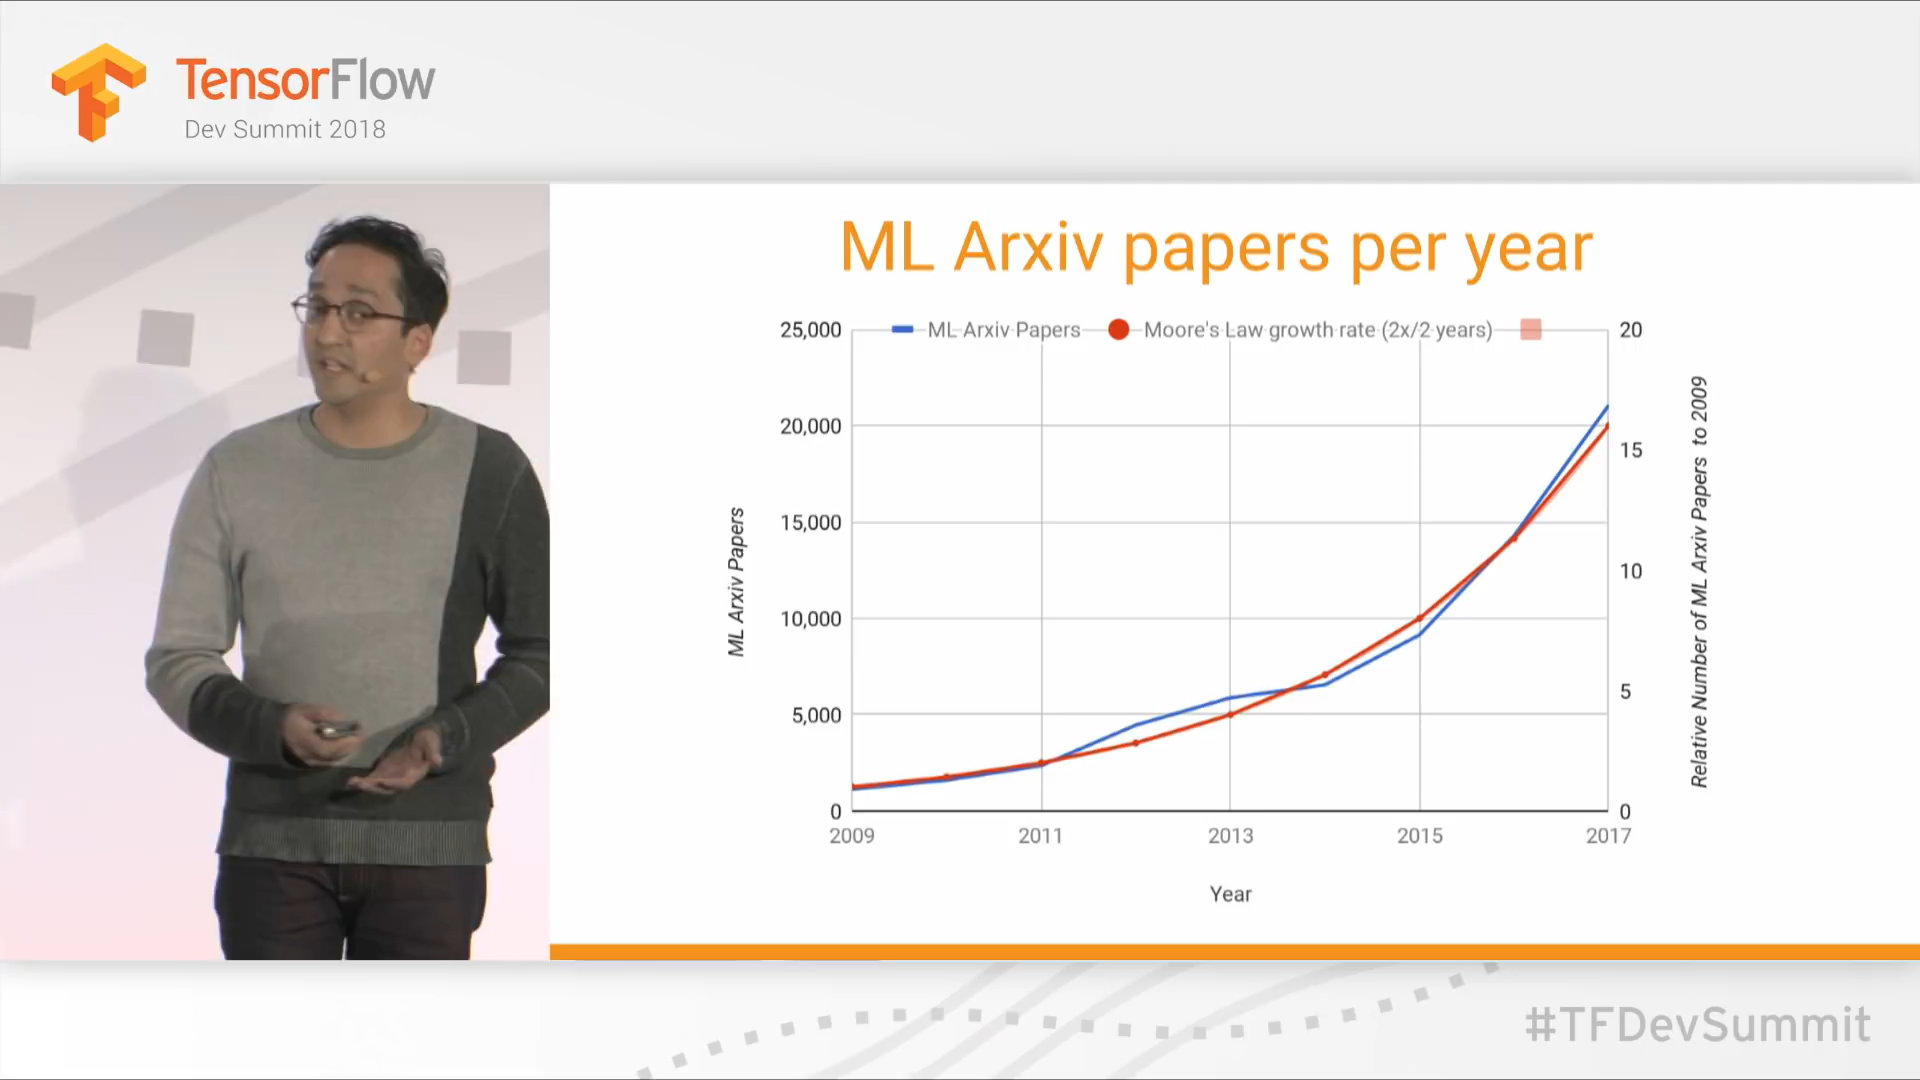 TensorFlow
Dev Summit 2018
ML Arxiv papers per year
ML Arxiv Papers
Moore's Law growth rate (2x/2 years)
25,000
20,000
15,000
10,000
5,000
0
ML Arxiv Papers
20
15
10
5
0
Relative Number of ML Arxiv Papers to 2009
2009 2011 2013 2015 2017
Year
#TFDevSummit